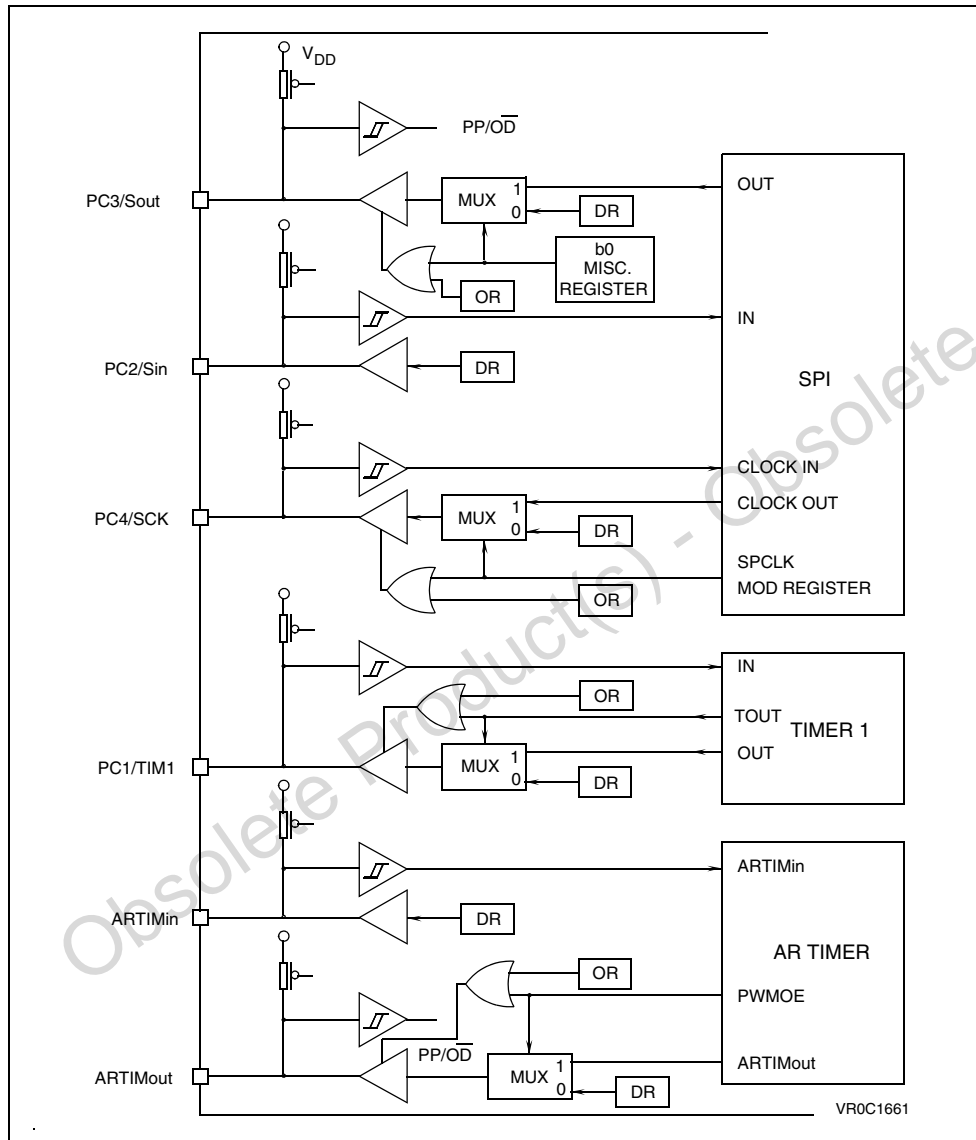 VDD
PP/OD
PC3/Sout
MUX
1
0
DR
OUT
b0
MISC.
REGISTER
OR
IN
PC2/Sin
DR
SPI
CLOCK IN
PC4/SCK
MUX
1
0
DR
CLOCK OUT
SPCLK
MOD REGISTER
OR
IN
OR
TOUT
TIMER 1
PC1/TIM1
MUX
1
0
DR
OUT
ARTIMin
ARTIMin
DR
AR TIMER
OR
PWMOE
PP/OD
ARTIMout
MUX
1
0
DR
ARTIMout
VR0C1661
Obsolete Product(s) - Obsolete